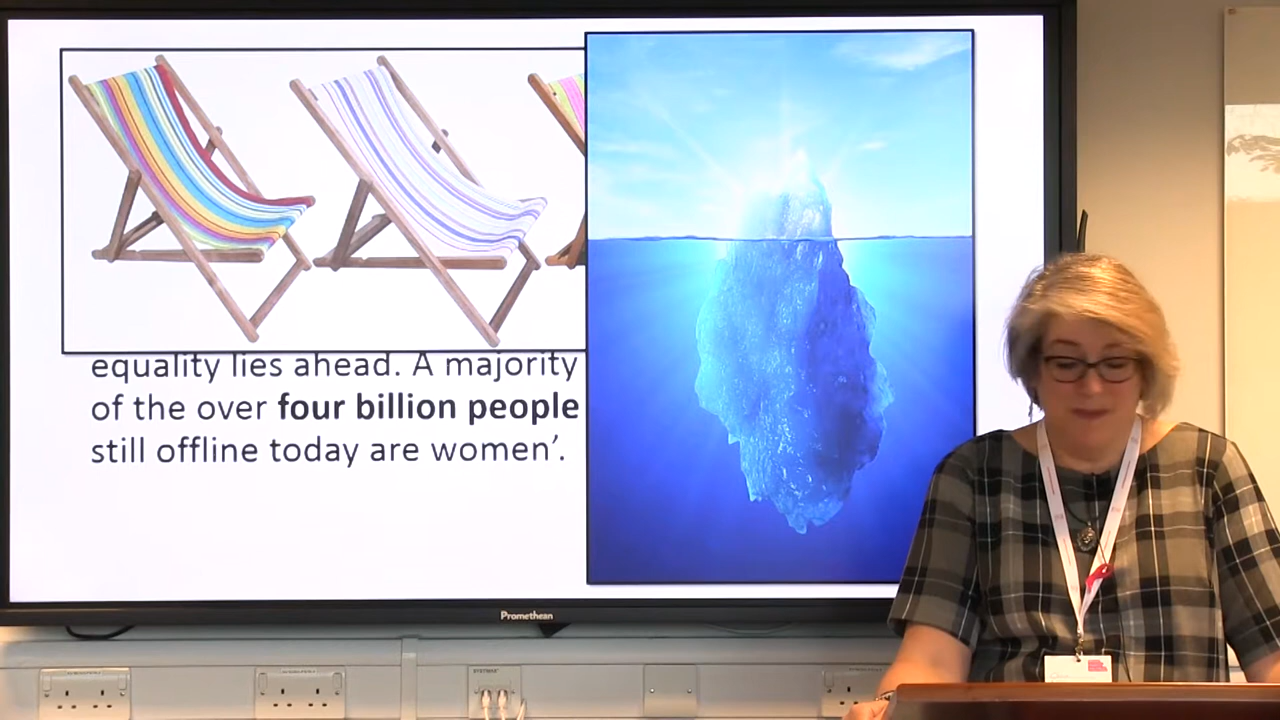 equality lies ahead. A majority
of the over four billion people
still offline today are women’.
Promethean